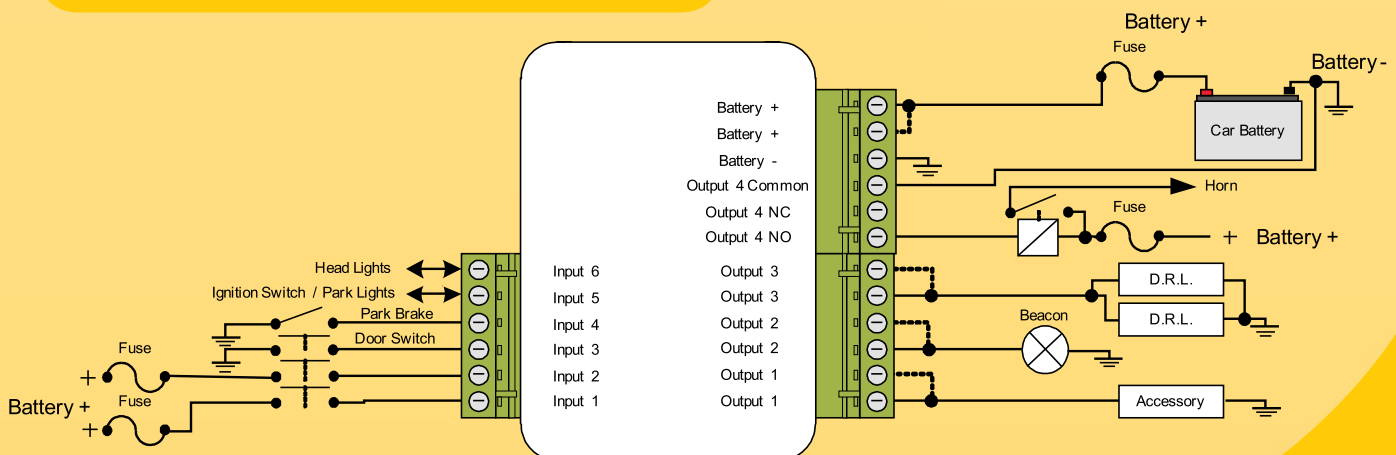 Battery +
Fuse
Battery -
Car Battery
Battery +
Battery +
Battery -
Output 4 Common
Output 4 NC
Output 4 NO
Horn
Fuse
+ Battery +
Head Lights
Ignition Switch / Park Lights
Park Brake
Door Switch
Fuse
+
Battery +
Fuse
+
Input 6
Input 5
Input 4
Input 3
Input 2
Input 1
Output 3
Output 3
Output 2
Output 2
Output 1
Output 1
D.R.L.
D.R.L.
Beacon
Accessory